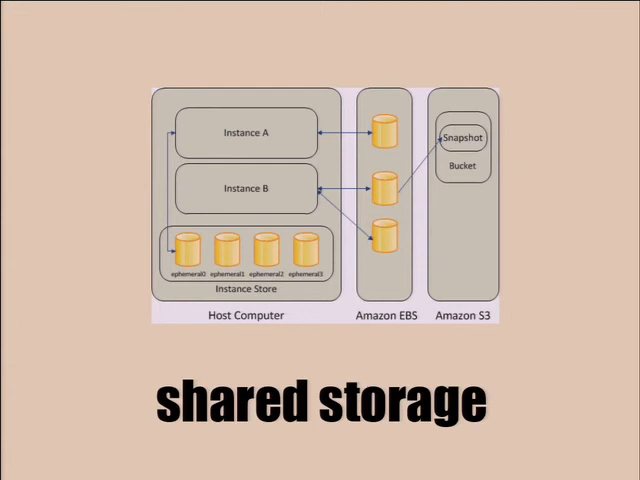 Instance A
Instance B
Snapshot
Bucket
ephemeral0 ephemeral1 ephemeral2 ephemeral3
Instance Store
Host Computer Amazon EBS Amazon S3
shared storage